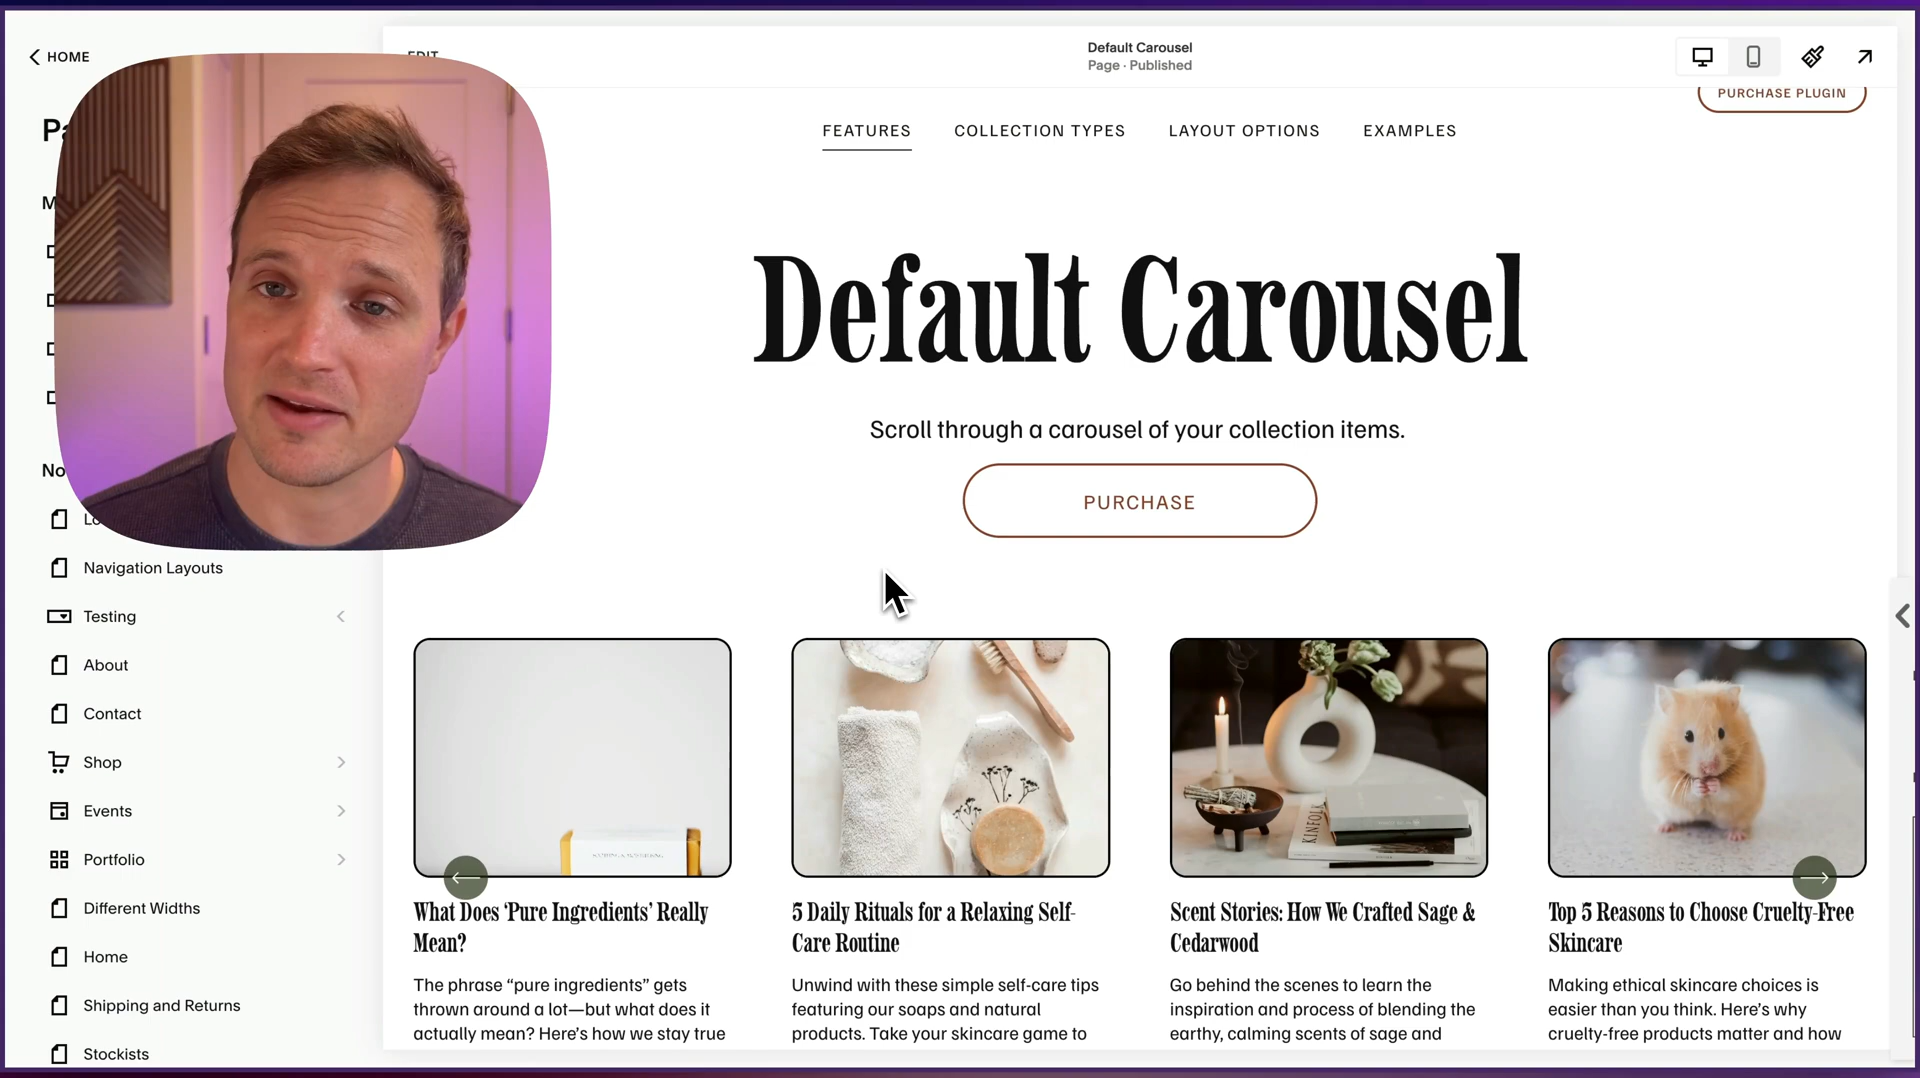 HOME
EDIT
Default Carousel
Page · Published
PURCHASE PLUGIN
FEATURES
COLLECTION TYPES
LAYOUT OPTIONS
EXAMPLES
Default Carousel
Scroll through a carousel of your collection items.
PURCHASE
Navigation Layouts
Testing
About
Contact
Shop
Events
Portfolio
Different Widths
Home
Shipping and Returns
Stockists
KINFOLK
What Does ‘Pure Ingredients’ Really
Mean?
The phrase “pure ingredients” gets
thrown around a lot—but what does it
actually mean? Here’s how we stay true
5 Daily Rituals for a Relaxing Self-
Care Routine
Unwind with these simple self-care tips
featuring our soaps and natural
products. Take your skincare game to
Scent Stories: How We Crafted Sage &
Cedarwood
Go behind the scenes to learn the
inspiration and process of blending the
earthy, calming scents of sage and
Top 5 Reasons to Choose Cruelty-Free
Skincare
Making ethical skincare choices is
easier than you think. Here’s why
cruelty-free products matter and how